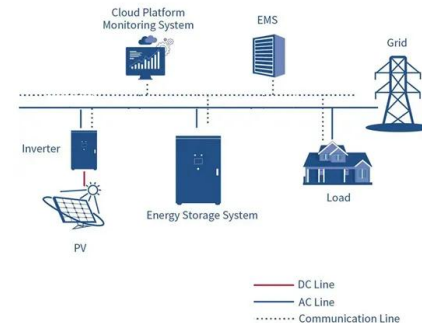 Cloud Platform
Monitoring System
EMS
Grid
Inverter
Energy Storage System
Load
PV
DC Line
AC Line
Communication Line